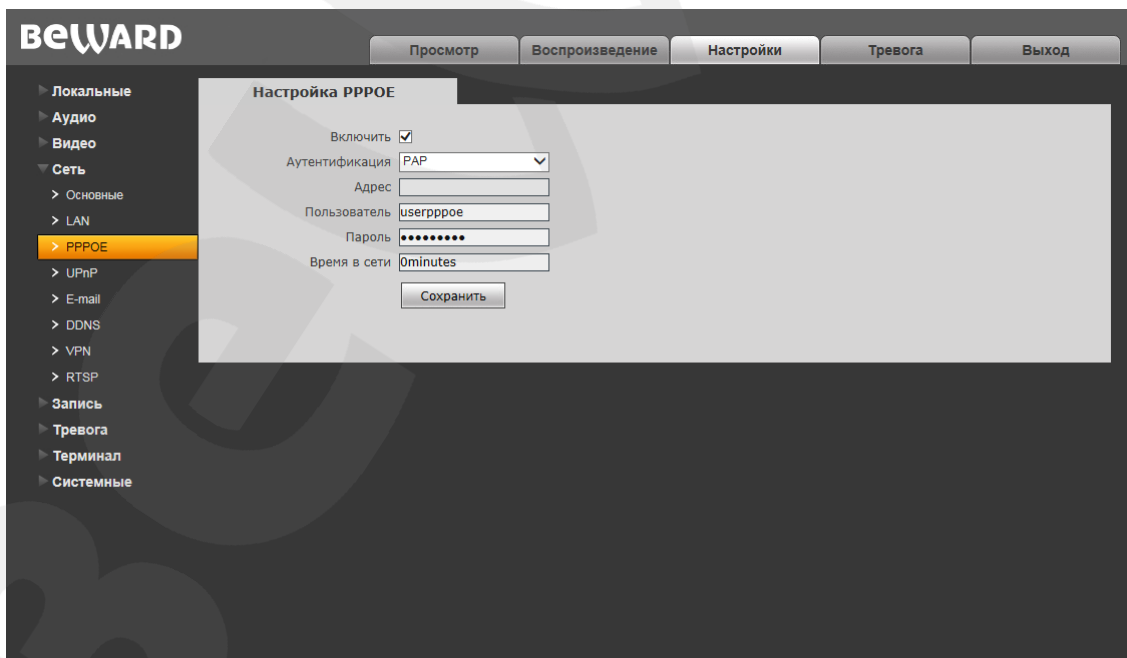 BEWARD
Просмотр
Воспроизведение
Настройки
Тревога
Выход
Локальные
Аудио
Видео
Сеть
> Основные
> LAN
> PPPOE
> UPnP
> E-mail
> DDNS
> VPN
> RTSP
Запись
Тревога
Терминал
Системные
Настройка PPPOE
Включить
Аутентификация PAP
Адрес
Пользователь userpppoe
Пароль •••••••••
Время в сети 0minutes
Сохранить